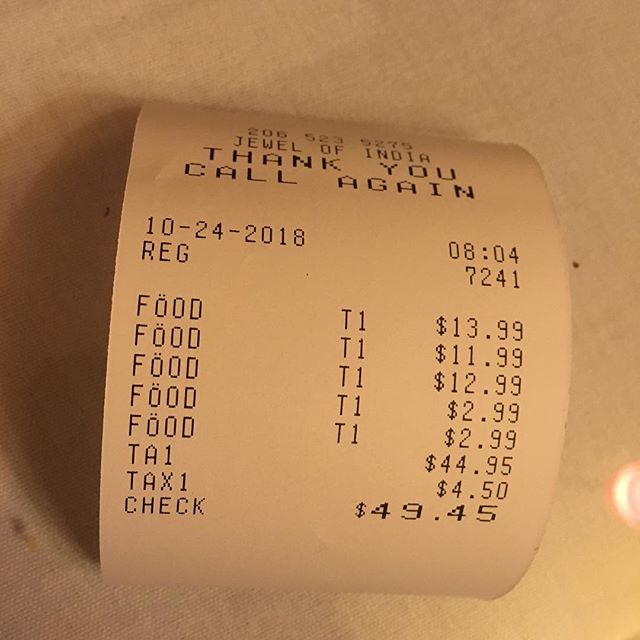 206 523 5275
JEWEL OF INDIA
THANK YOU
CALL AGAIN
10-24-2018 08:04
REG 7241
FÖOD T1 $13.99
FÖOD T1 $11.99
FÖOD T1 $12.99
FÖOD T1 $2.99
FÖOD T1 $2.99
TA1 $44.95
TAX1 $4.50
CHECK $49.45